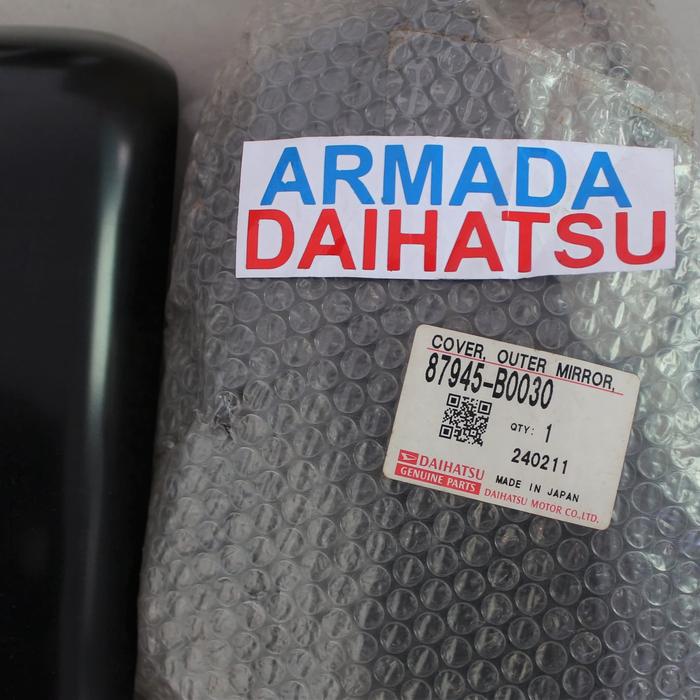 ARMADA
DAIHATSU
COVER, OUTER MIRROR,
87945-B0030
QTY: 1
240211
DAIHATSU
GENUINE PARTS
MADE IN JAPAN
DAIHATSU MOTOR CO.,LTD.